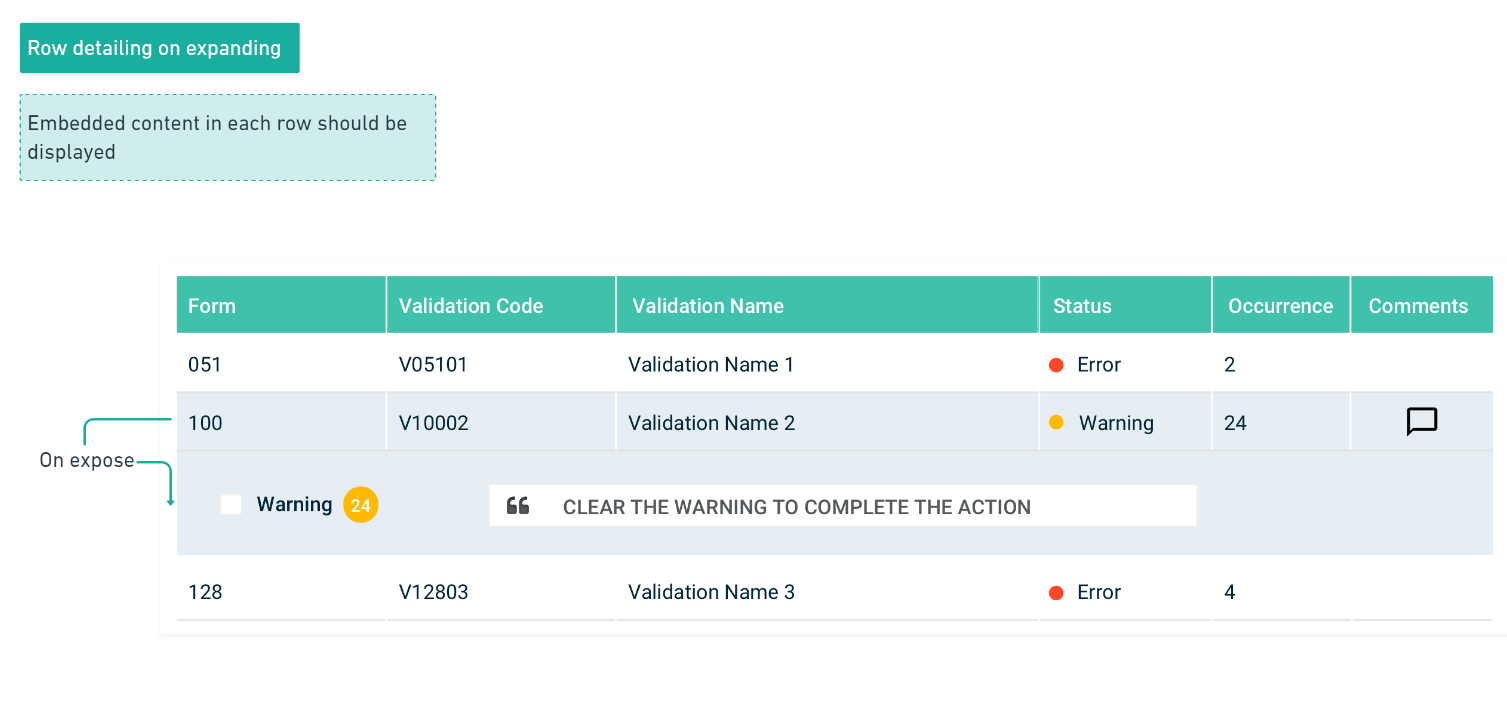 Row detailing on expanding
Embedded content in each row should be
displayed
Form Validation Code Validation Name Status Occurrence Comments
051 V05101 Validation Name 1 Error 2
100 V10002 Validation Name 2 Warning 24
On expose
Warning 24 CLEAR THE WARNING TO COMPLETE THE ACTION
128 V12803 Validation Name 3 Error 4